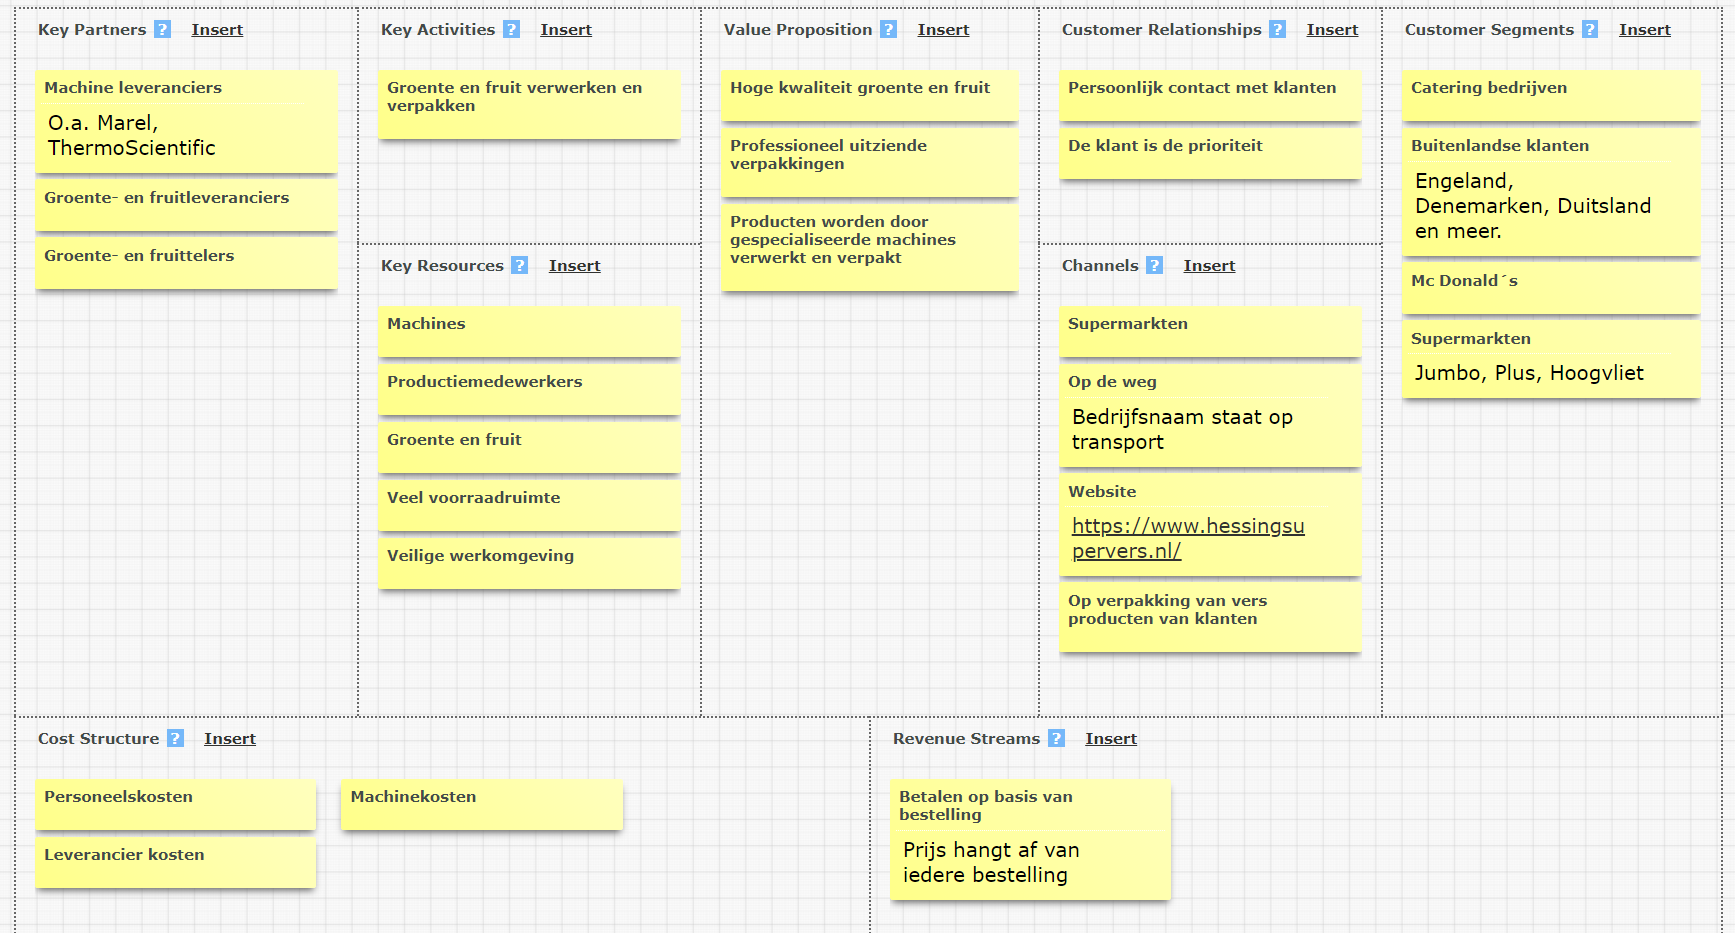 Key Partners ? Insert
Machine leveranciers
O.a. Marel,
ThermoScientific
Groente- en fruitleveranciers
Groente- en fruittelers
Key Activities ? Insert
Groente en fruit verwerken en
verpakken
Key Resources ? Insert
Machines
Productiemedewerkers
Groente en fruit
Veel voorraadruimte
Veilige werkomgeving
Value Proposition ? Insert
Hoge kwaliteit groente en fruit
Professioneel uitziende
verpakkingen
Producten worden door
gespecialiseerde machines
verwerkt en verpakt
Customer Relationships ? Insert
Persoonlijk contact met klanten
De klant is de prioriteit
Channels ? Insert
Supermarkten
Op de weg
Bedrijfsnaam staat op
transport
Website
https://www.hessingsu
pervers.nl/
Op verpakking van vers
producten van klanten
Customer Segments ? Insert
Catering bedrijven
Buitenlandse klanten
Engeland,
Denemarken, Duitsland
en meer.
Mc Donald´s
Supermarkten
Jumbo, Plus, Hoogvliet
Cost Structure ? Insert
Personeelskosten
Machinekosten
Leverancier kosten
Revenue Streams ? Insert
Betalen op basis van
bestelling
Prijs hangt af van
iedere bestelling